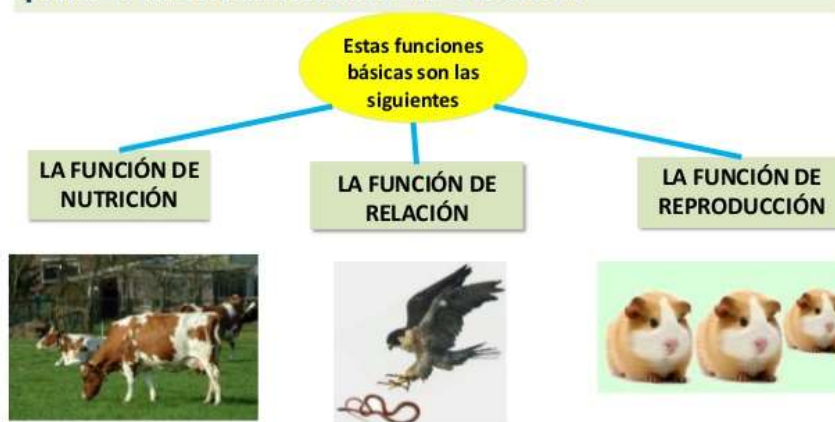 Estas funciones
básicas son las
siguientes
LA FUNCIÓN DE
NUTRICIÓN
LA FUNCIÓN DE
RELACIÓN
LA FUNCIÓN DE
REPRODUCCIÓN